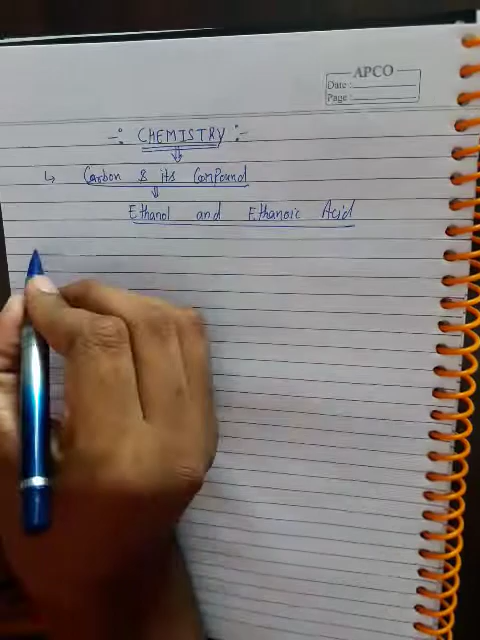 APCO
Date :
Page :
-: CHEMISTRY :-
↳ Carbon & its Compound
Ethanol and Ethanoic Acid